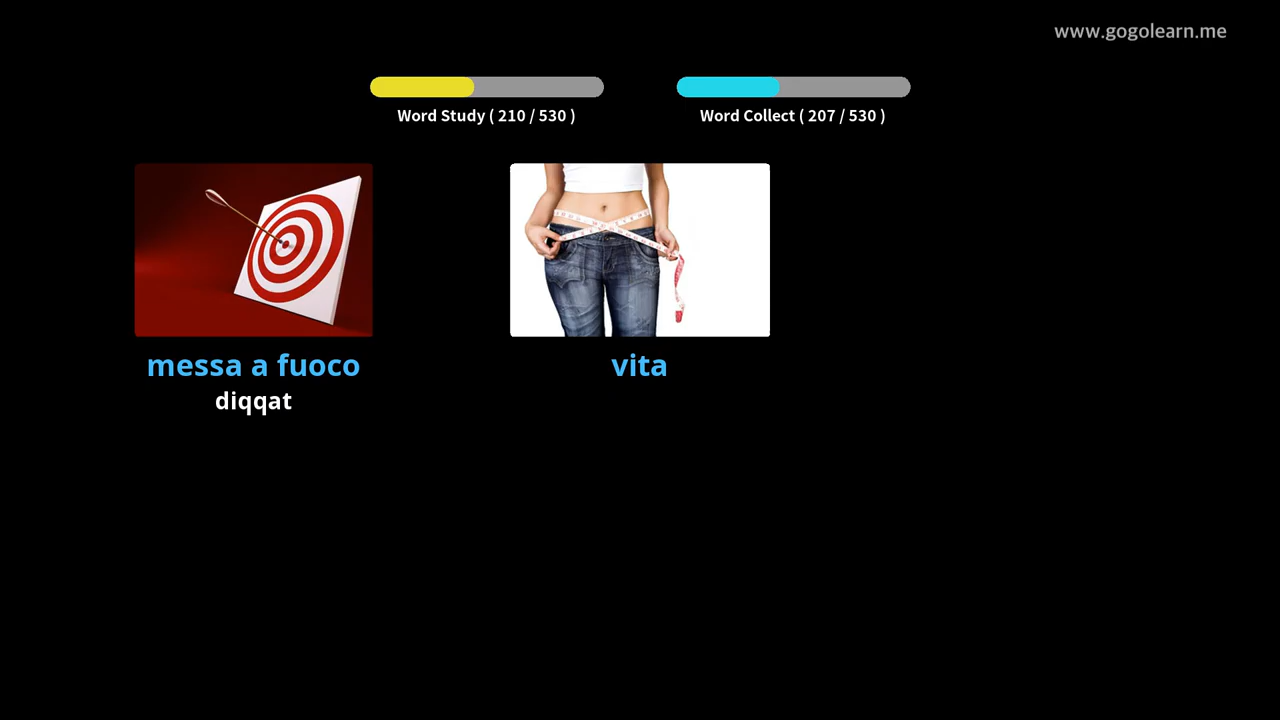 www.gogolearn.me
Word Study ( 210 / 530 )
Word Collect ( 207 / 530 )
messa a fuoco
diqqat
vita